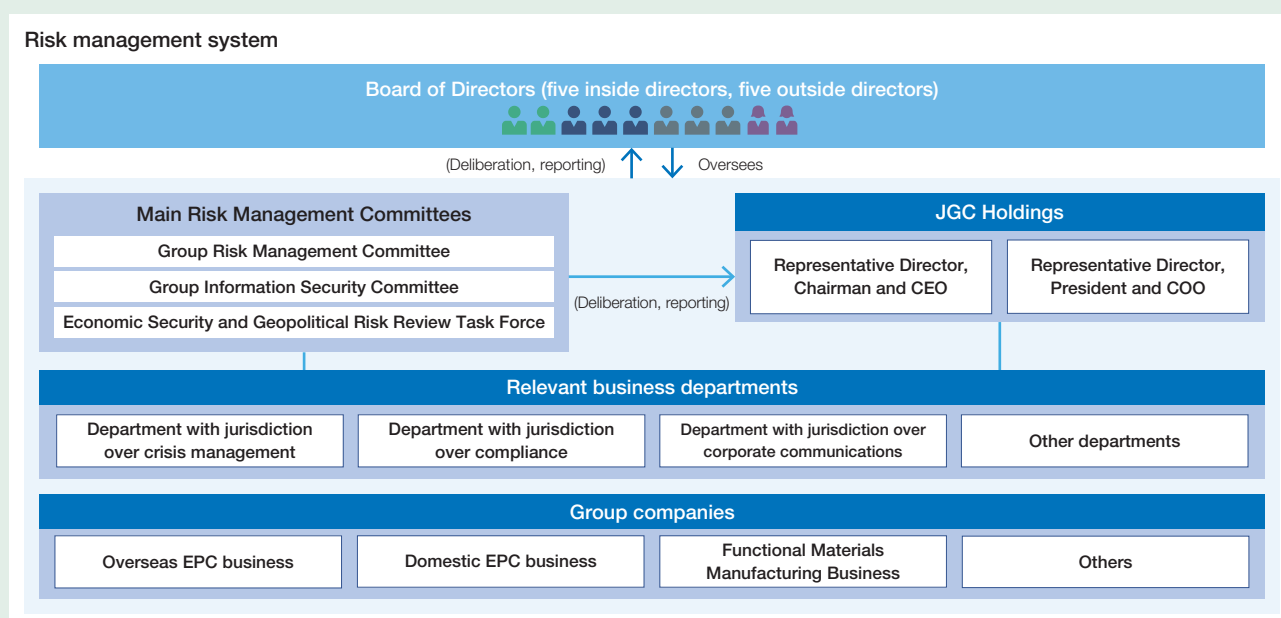 Risk management system
Board of Directors (five inside directors, five outside directors)
(Deliberation, reporting)
Oversees
Main Risk Management Committees
Group Risk Management Committee
Group Information Security Committee
Economic Security and Geopolitical Risk Review Task Force
(Deliberation, reporting)
JGC Holdings
Representative Director,
Chairman and CEO
Representative Director,
President and COO
Relevant business departments
Department with jurisdiction
over crisis management
Department with jurisdiction
over compliance
Department with jurisdiction over
corporate communications
Other departments
Group companies
Overseas EPC business
Domestic EPC business
Functional Materials
Manufacturing Business
Others